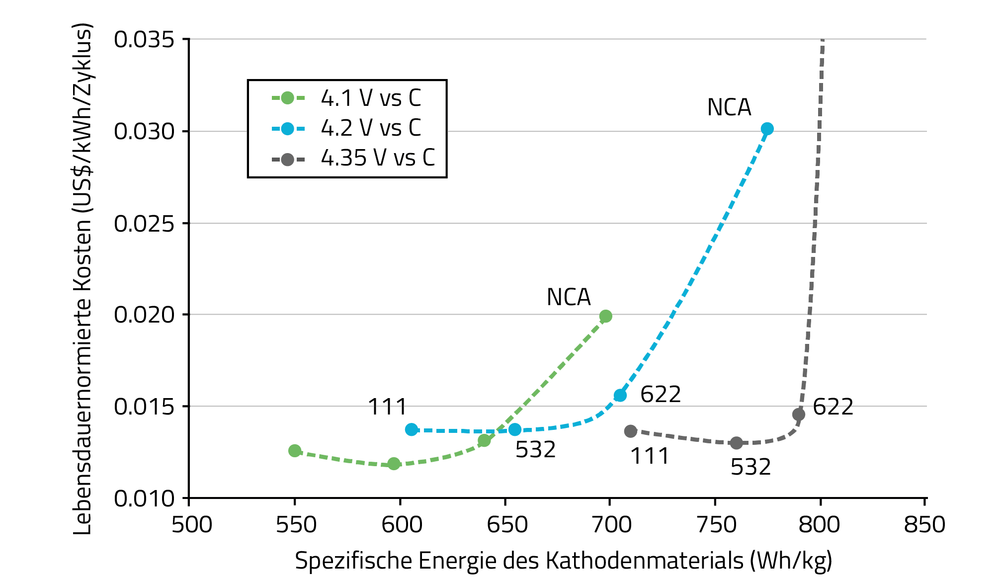 Lebensdauernormierte Kosten (US$/kWh/Zyklus)
0.035
0.030
0.025
0.020
0.015
0.010
4.1 V vs C
4.2 V vs C
4.35 V vs C
NCA
NCA
111
622
622
532
111
532
500 550 600 650 700 750 800 850
Spezifische Energie des Kathodenmaterials (Wh/kg)